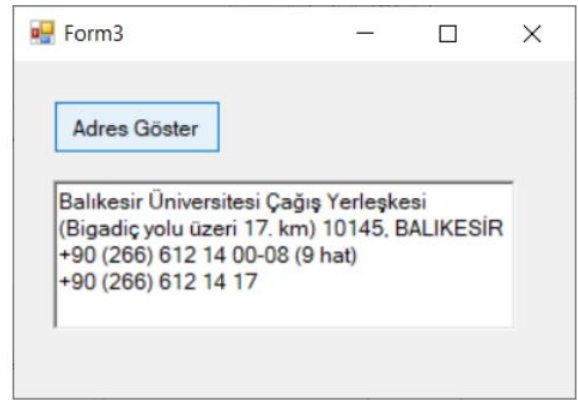 Form3
Adres Göster
Balıkesir Üniversitesi Çağış Yerleşkesi
(Bigadiç yolu üzeri 17. km) 10145, BALIKESİR
+90 (266) 612 14 00-08 (9 hat)
+90 (266) 612 14 17